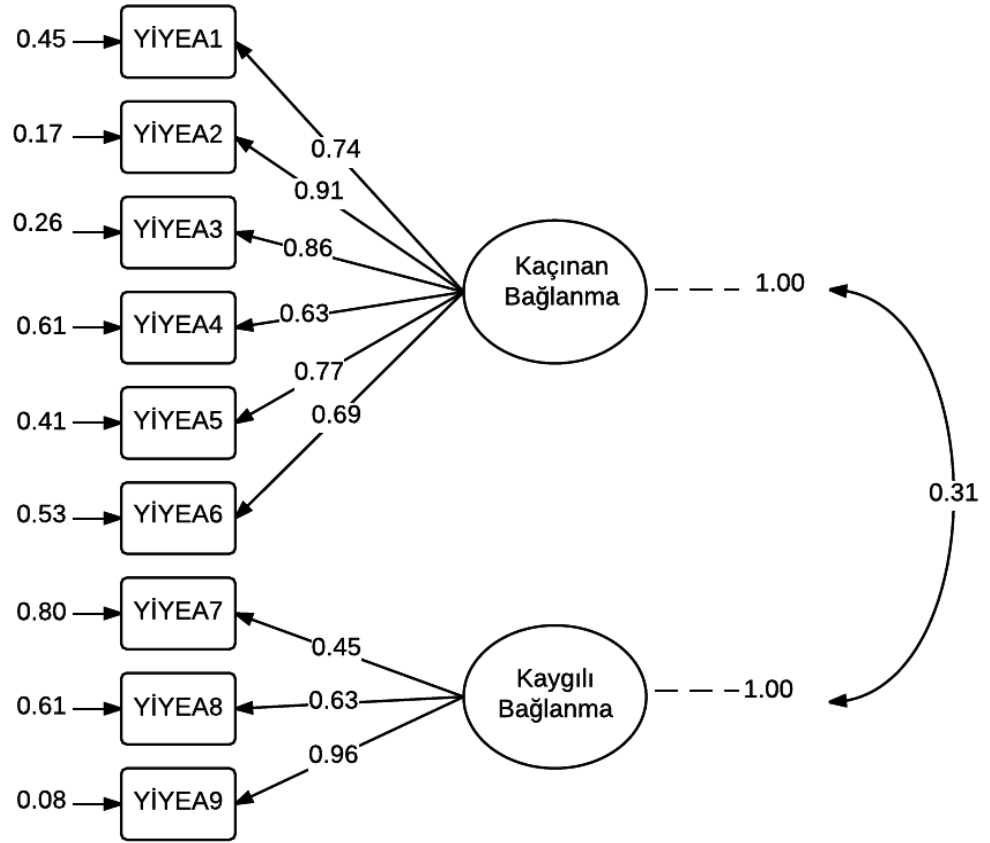 0.45
YİYEA1
0.74
0.17
YİYEA2
0.91
0.26
YİYEA3
0.86
Kaçınan
Bağlanma
1.00
0.61
YİYEA4
0.63
0.41
YİYEA5
0.77
0.69
0.53
YİYEA6
0.31
0.80
YİYEA7
0.45
Kaygılı
Bağlanma
1.00
0.61
YİYEA8
0.63
0.96
0.08
YİYEA9